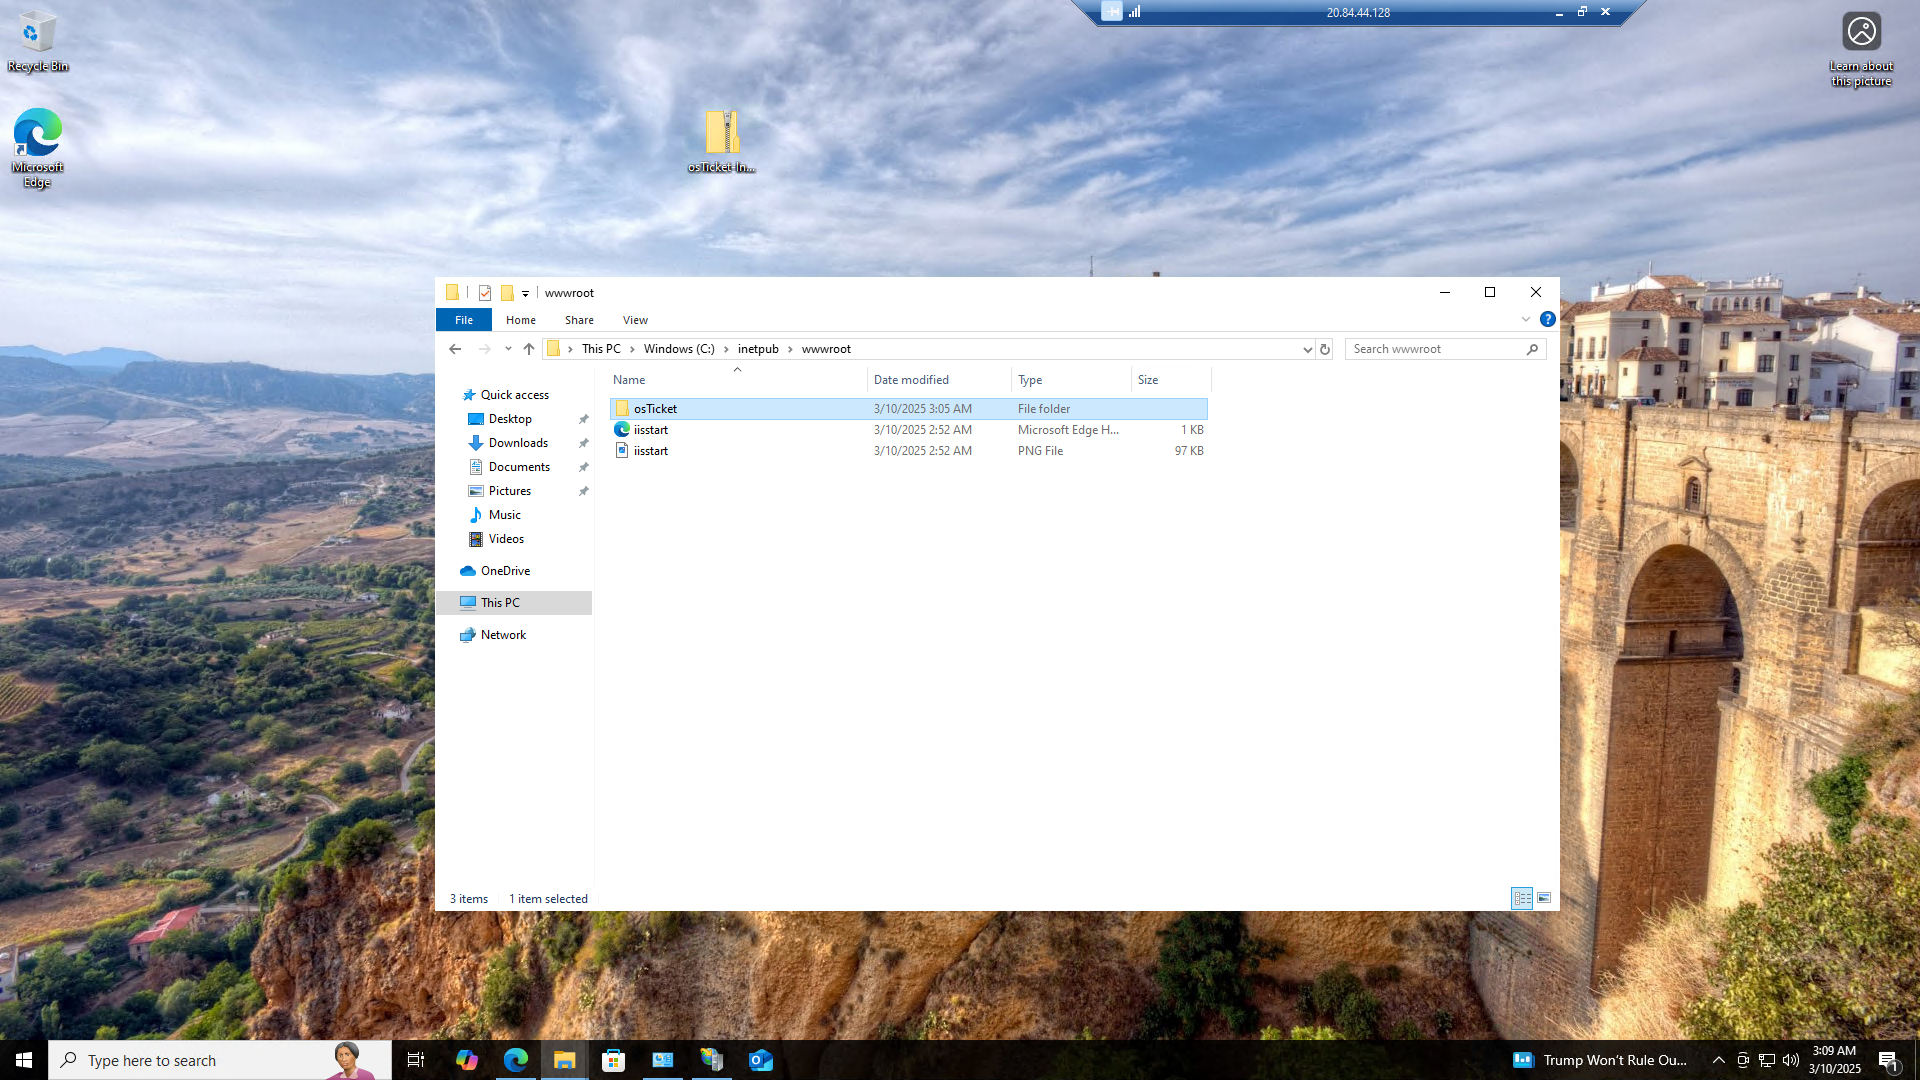 20.84.44.128
Recycle Bin
Learn about
this picture
Microsoft
Edge
osTicket-In...
wwwroot
File
Home
Share
View
This PC
Windows (C:)
inetpub
wwwroot
Search wwwroot
Name
Date modified
Type
Size
osTicket
3/10/2025 3:05 AM
File folder
iisstart
3/10/2025 2:52 AM
Microsoft Edge H...
1 KB
iisstart
3/10/2025 2:52 AM
PNG File
97 KB
Quick access
Desktop
Downloads
Documents
Pictures
Music
Videos
OneDrive
This PC
Network
3 items
1 item selected
Type here to search
Trump Won't Rule Ou...
3:09 AM
3/10/2025
1